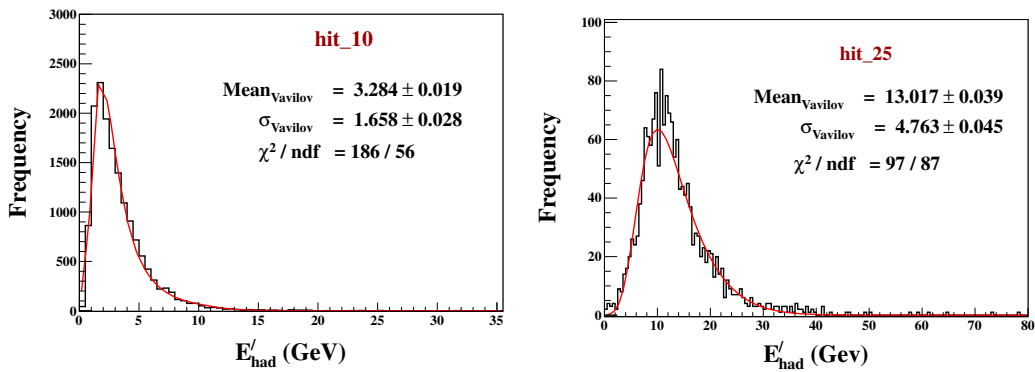 hit_10
Mean_Vavilov = 3.284 ± 0.019
σ_Vavilov = 1.658 ± 0.028
χ² / ndf = 186 / 56
Frequency
3000
2500
2000
1500
1000
500
0
0 5 10 15 20 25 30 35
E′_had (GeV)
hit_25
Mean_Vavilov = 13.017 ± 0.039
σ_Vavilov = 4.763 ± 0.045
χ² / ndf = 97 / 87
Frequency
100
80
60
40
20
0
0 10 20 30 40 50 60 70 80
E′_had (Gev)